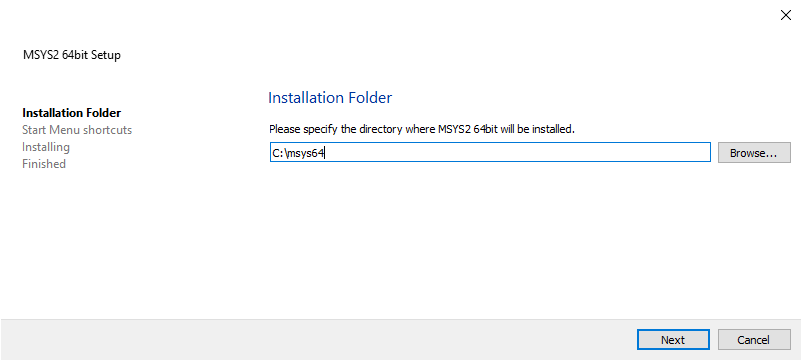 MSYS2 64bit Setup
Installation Folder
Start Menu shortcuts
Installing
Finished
Installation Folder
Please specify the directory where MSYS2 64bit will be installed.
C:\msys64
Browse...
Next
Cancel